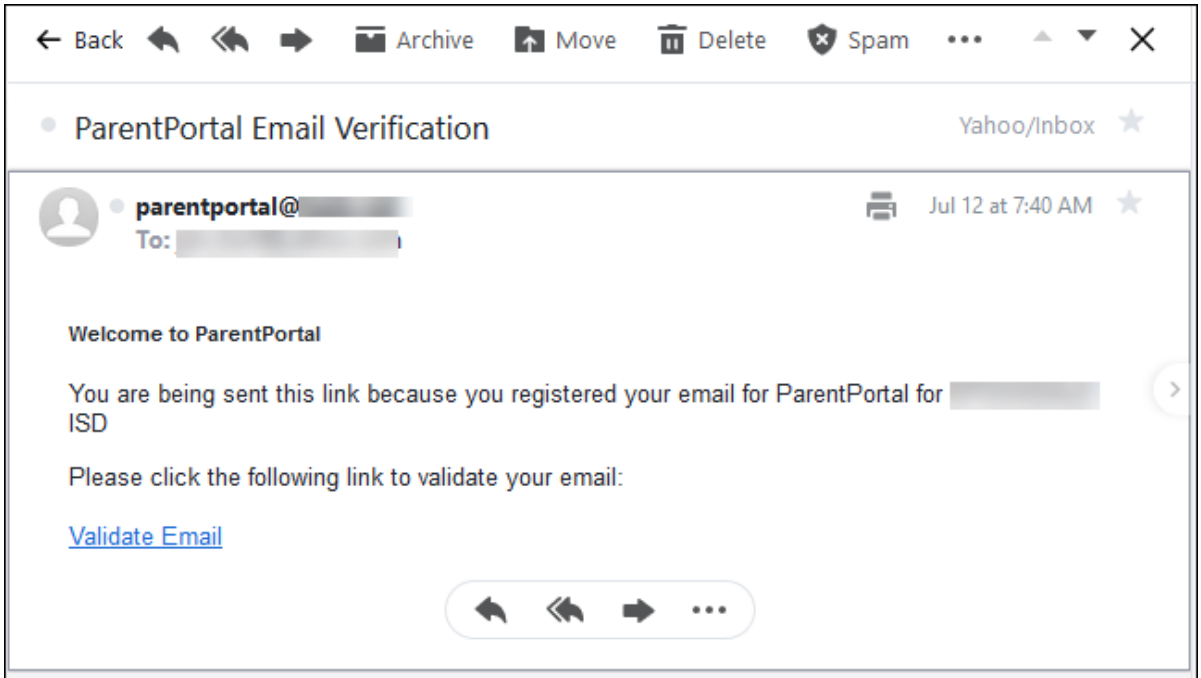 Back Archive Move Delete Spam
ParentPortal Email Verification Yahoo/Inbox
parentportal@ Jul 12 at 7:40 AM
To:
Welcome to ParentPortal
You are being sent this link because you registered your email for ParentPortal for
ISD
Please click the following link to validate your email:
Validate Email